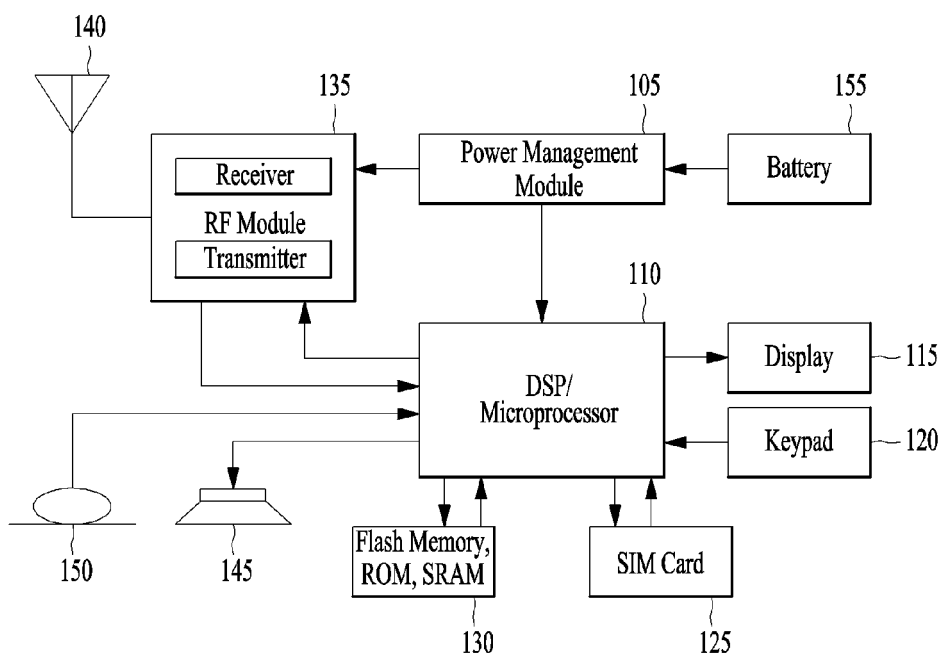 140
135
105
155
Receiver
RF Module
Transmitter
Power Management
Module
Battery
110
DSP/
Microprocessor
Display
115
Keypad
120
150
145
Flash Memory,
ROM, SRAM
130
SIM Card
125